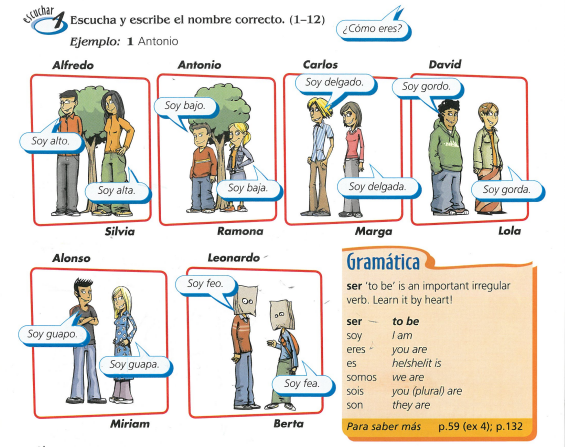 escuchar
1 Escucha y escribe el nombre correcto. (1–12)
¿Cómo eres?
Ejemplo: 1 Antonio
Alfredo
Antonio
Carlos
David
Soy alto.
Soy alta.
Soy bajo.
Soy baja.
Soy delgado.
Soy delgada.
Soy gordo.
Soy gorda.
Silvia
Ramona
Marga
Lola
Alonso
Leonardo
Soy guapo.
Soy guapa.
Soy feo.
Soy fea.
Miriam
Berta
Gramática
ser 'to be' is an important irregular
verb. Learn it by heart!
ser to be
soy I am
eres you are
es he/she/it is
somos we are
sois you (plural) are
son they are
Para saber más p.59 (ex 4); p.132